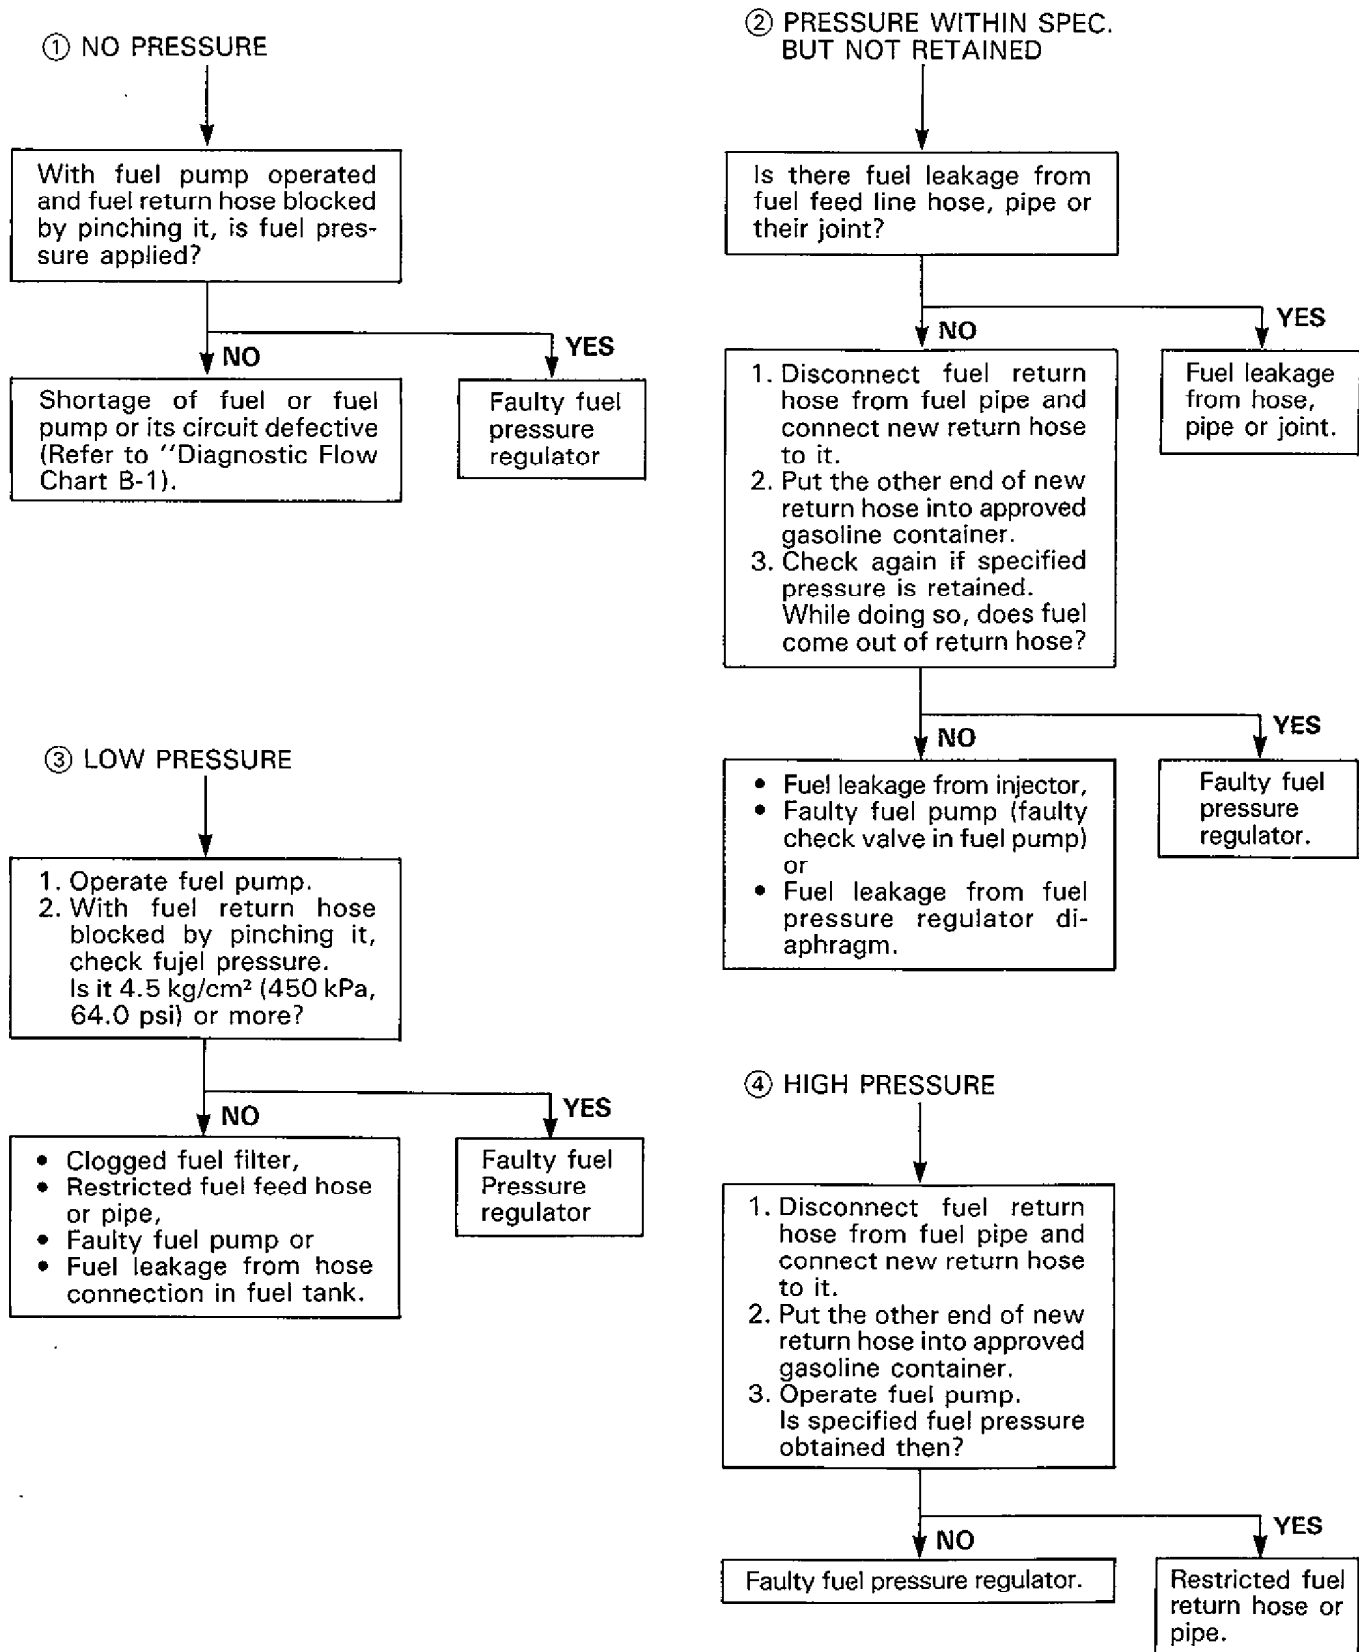 ① NO PRESSURE
With fuel pump operated
and fuel return hose blocked
by pinching it, is fuel pres-
sure applied?
NO
YES
Shortage of fuel or fuel
pump or its circuit defective
(Refer to "Diagnostic Flow
Chart B-1).
Faulty fuel
pressure
regulator
② PRESSURE WITHIN SPEC.
BUT NOT RETAINED
Is there fuel leakage from
fuel feed line hose, pipe or
their joint?
NO
YES
1. Disconnect fuel return
hose from fuel pipe and
connect new return hose
to it.
2. Put the other end of new
return hose into approved
gasoline container.
3. Check again if specified
pressure is retained.
While doing so, does fuel
come out of return hose?
Fuel leakage
from hose,
pipe or joint.
NO
YES
• Fuel leakage from injector,
• Faulty fuel pump (faulty
check valve in fuel pump)
or
• Fuel leakage from fuel
pressure regulator di-
aphragm.
Faulty fuel
pressure
regulator.
③ LOW PRESSURE
1. Operate fuel pump.
2. With fuel return hose
blocked by pinching it,
check fujel pressure.
Is it 4.5 kg/cm² (450 kPa,
64.0 psi) or more?
NO
YES
• Clogged fuel filter,
• Restricted fuel feed hose
or pipe,
• Faulty fuel pump or
• Fuel leakage from hose
connection in fuel tank.
Faulty fuel
Pressure
regulator
④ HIGH PRESSURE
1. Disconnect fuel return
hose from fuel pipe and
connect new return hose
to it.
2. Put the other end of new
return hose into approved
gasoline container.
3. Operate fuel pump.
Is specified fuel pressure
obtained then?
NO
YES
Faulty fuel pressure regulator.
Restricted fuel
return hose or
pipe.